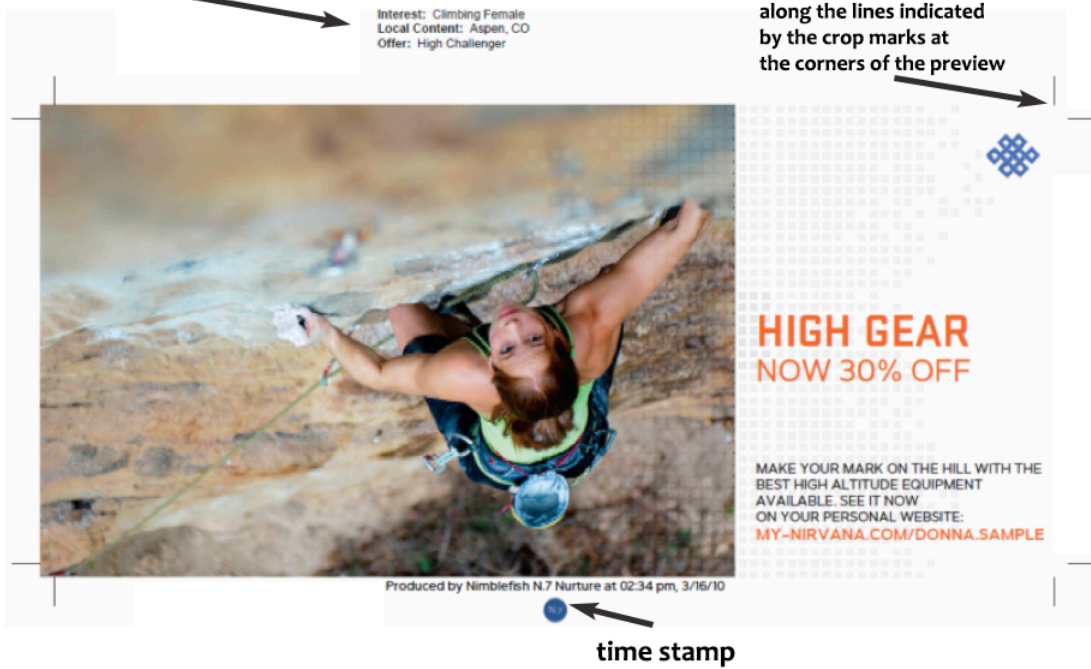 Interest: Climbing Female
Local Content: Aspen, CO
Offer: High Challenger
along the lines indicated
by the crop marks at
the corners of the preview
HIGH GEAR
NOW 30% OFF
MAKE YOUR MARK ON THE HILL WITH THE
BEST HIGH ALTITUDE EQUIPMENT
AVAILABLE. SEE IT NOW
ON YOUR PERSONAL WEBSITE:
MY-NIRVANA.COM/DONNA.SAMPLE
Produced by Nimblefish N.7 Nurture at 02:34 pm, 3/16/10
N.7
time stamp